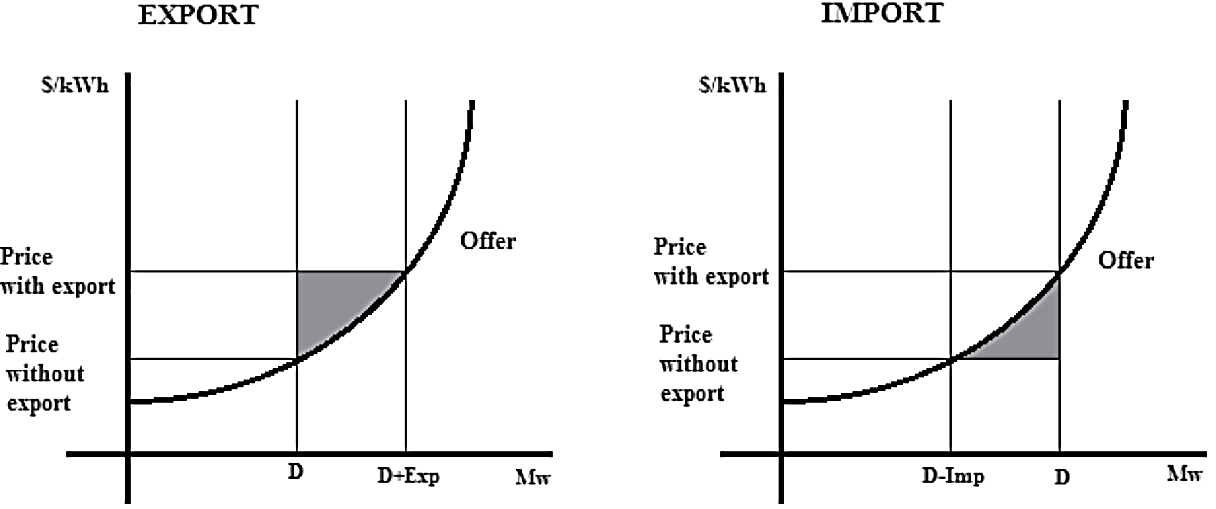 EXPORT
$/kWh
Price
with export
Price
without
export
Offer
D
D+Exp
Mw
IMPORT
$/kWh
Price
with export
Price
without
export
Offer
D-Imp
D
Mw